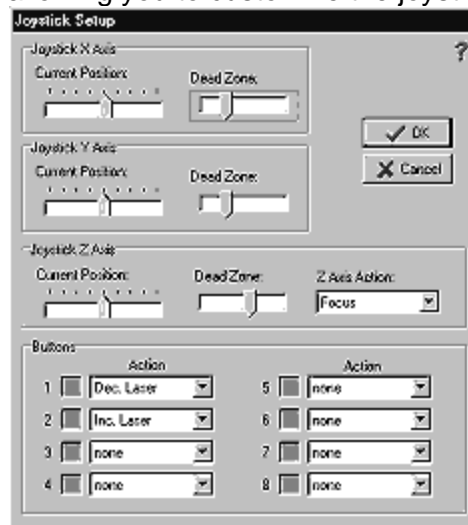 Joystick Setup
Joystick X Axis
Current Position:
Dead Zone:
?
OK
Cancel
Joystick Y Axis
Current Position:
Dead Zone:
Joystick Z Axis
Current Position:
Dead Zone:
Z Axis Action:
Focus
Buttons
Action
Action
1 Dec. Laser
5 none
2 Inc. Laser
6 none
3 none
7 none
4 none
8 none